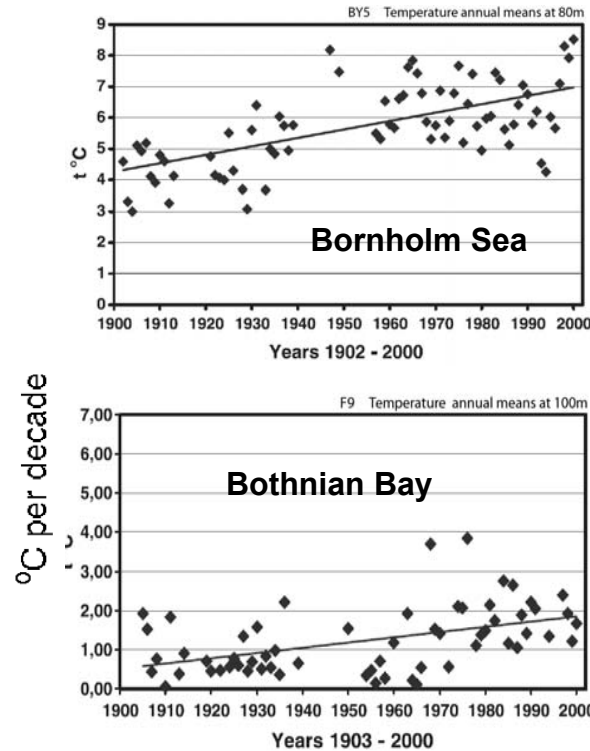 BY5 Temperature annual means at 80m
9
8
7
6
5
4
3
2
1
0
t °C
Bornholm Sea
1900 1910 1920 1930 1940 1950 1960 1970 1980 1990 2000
Years 1902 - 2000
F9 Temperature annual means at 100m
7,00
6,00
5,00
4,00
3,00
2,00
1,00
0,00
ºC per decade
Bothnian Bay
1900 1910 1920 1930 1940 1950 1960 1970 1980 1990 2000
Years 1903 - 2000